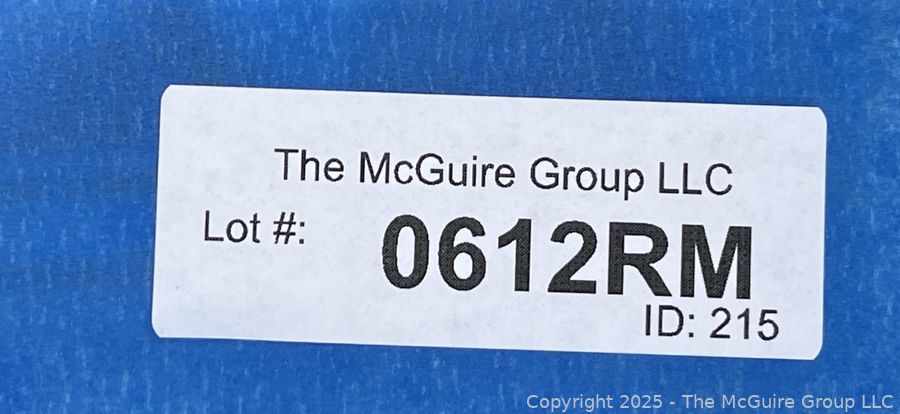 The McGuire Group LLC
Lot #: 0612RM
ID: 215
Copyright 2025 - The McGuire Group LLC